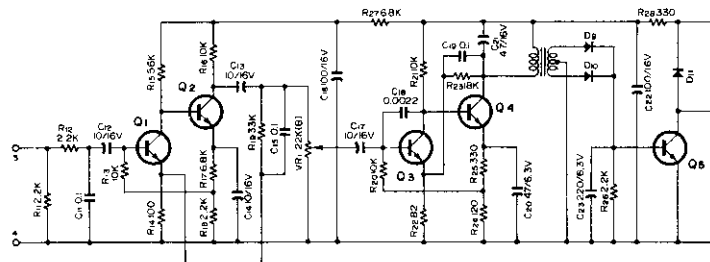 R27 6.8K
R28 330
R15 56K
R16 10K
C13
10/16V
C16 100/16V
R21 10K
C19 0.1
C21
47/16V
D9
D10
C22 100/16V
D11
Q2
R23 18K
C18
0.0022
Q4
R12
2.2K
C12
10/16V
Q1
R19 33K
C15 0.1
VR1 22K(B)
C17
10/16V
Q3
Q5
3
R13
10K
R17 6.8K
R20 10K
R25 330
R11 2.2K
C11 0.1
R14 100
R18 2.2K
C14 10/16V
R22 82
R24 120
C20 47/6.3V
C23 220/6.3V
R26 2.2K
4